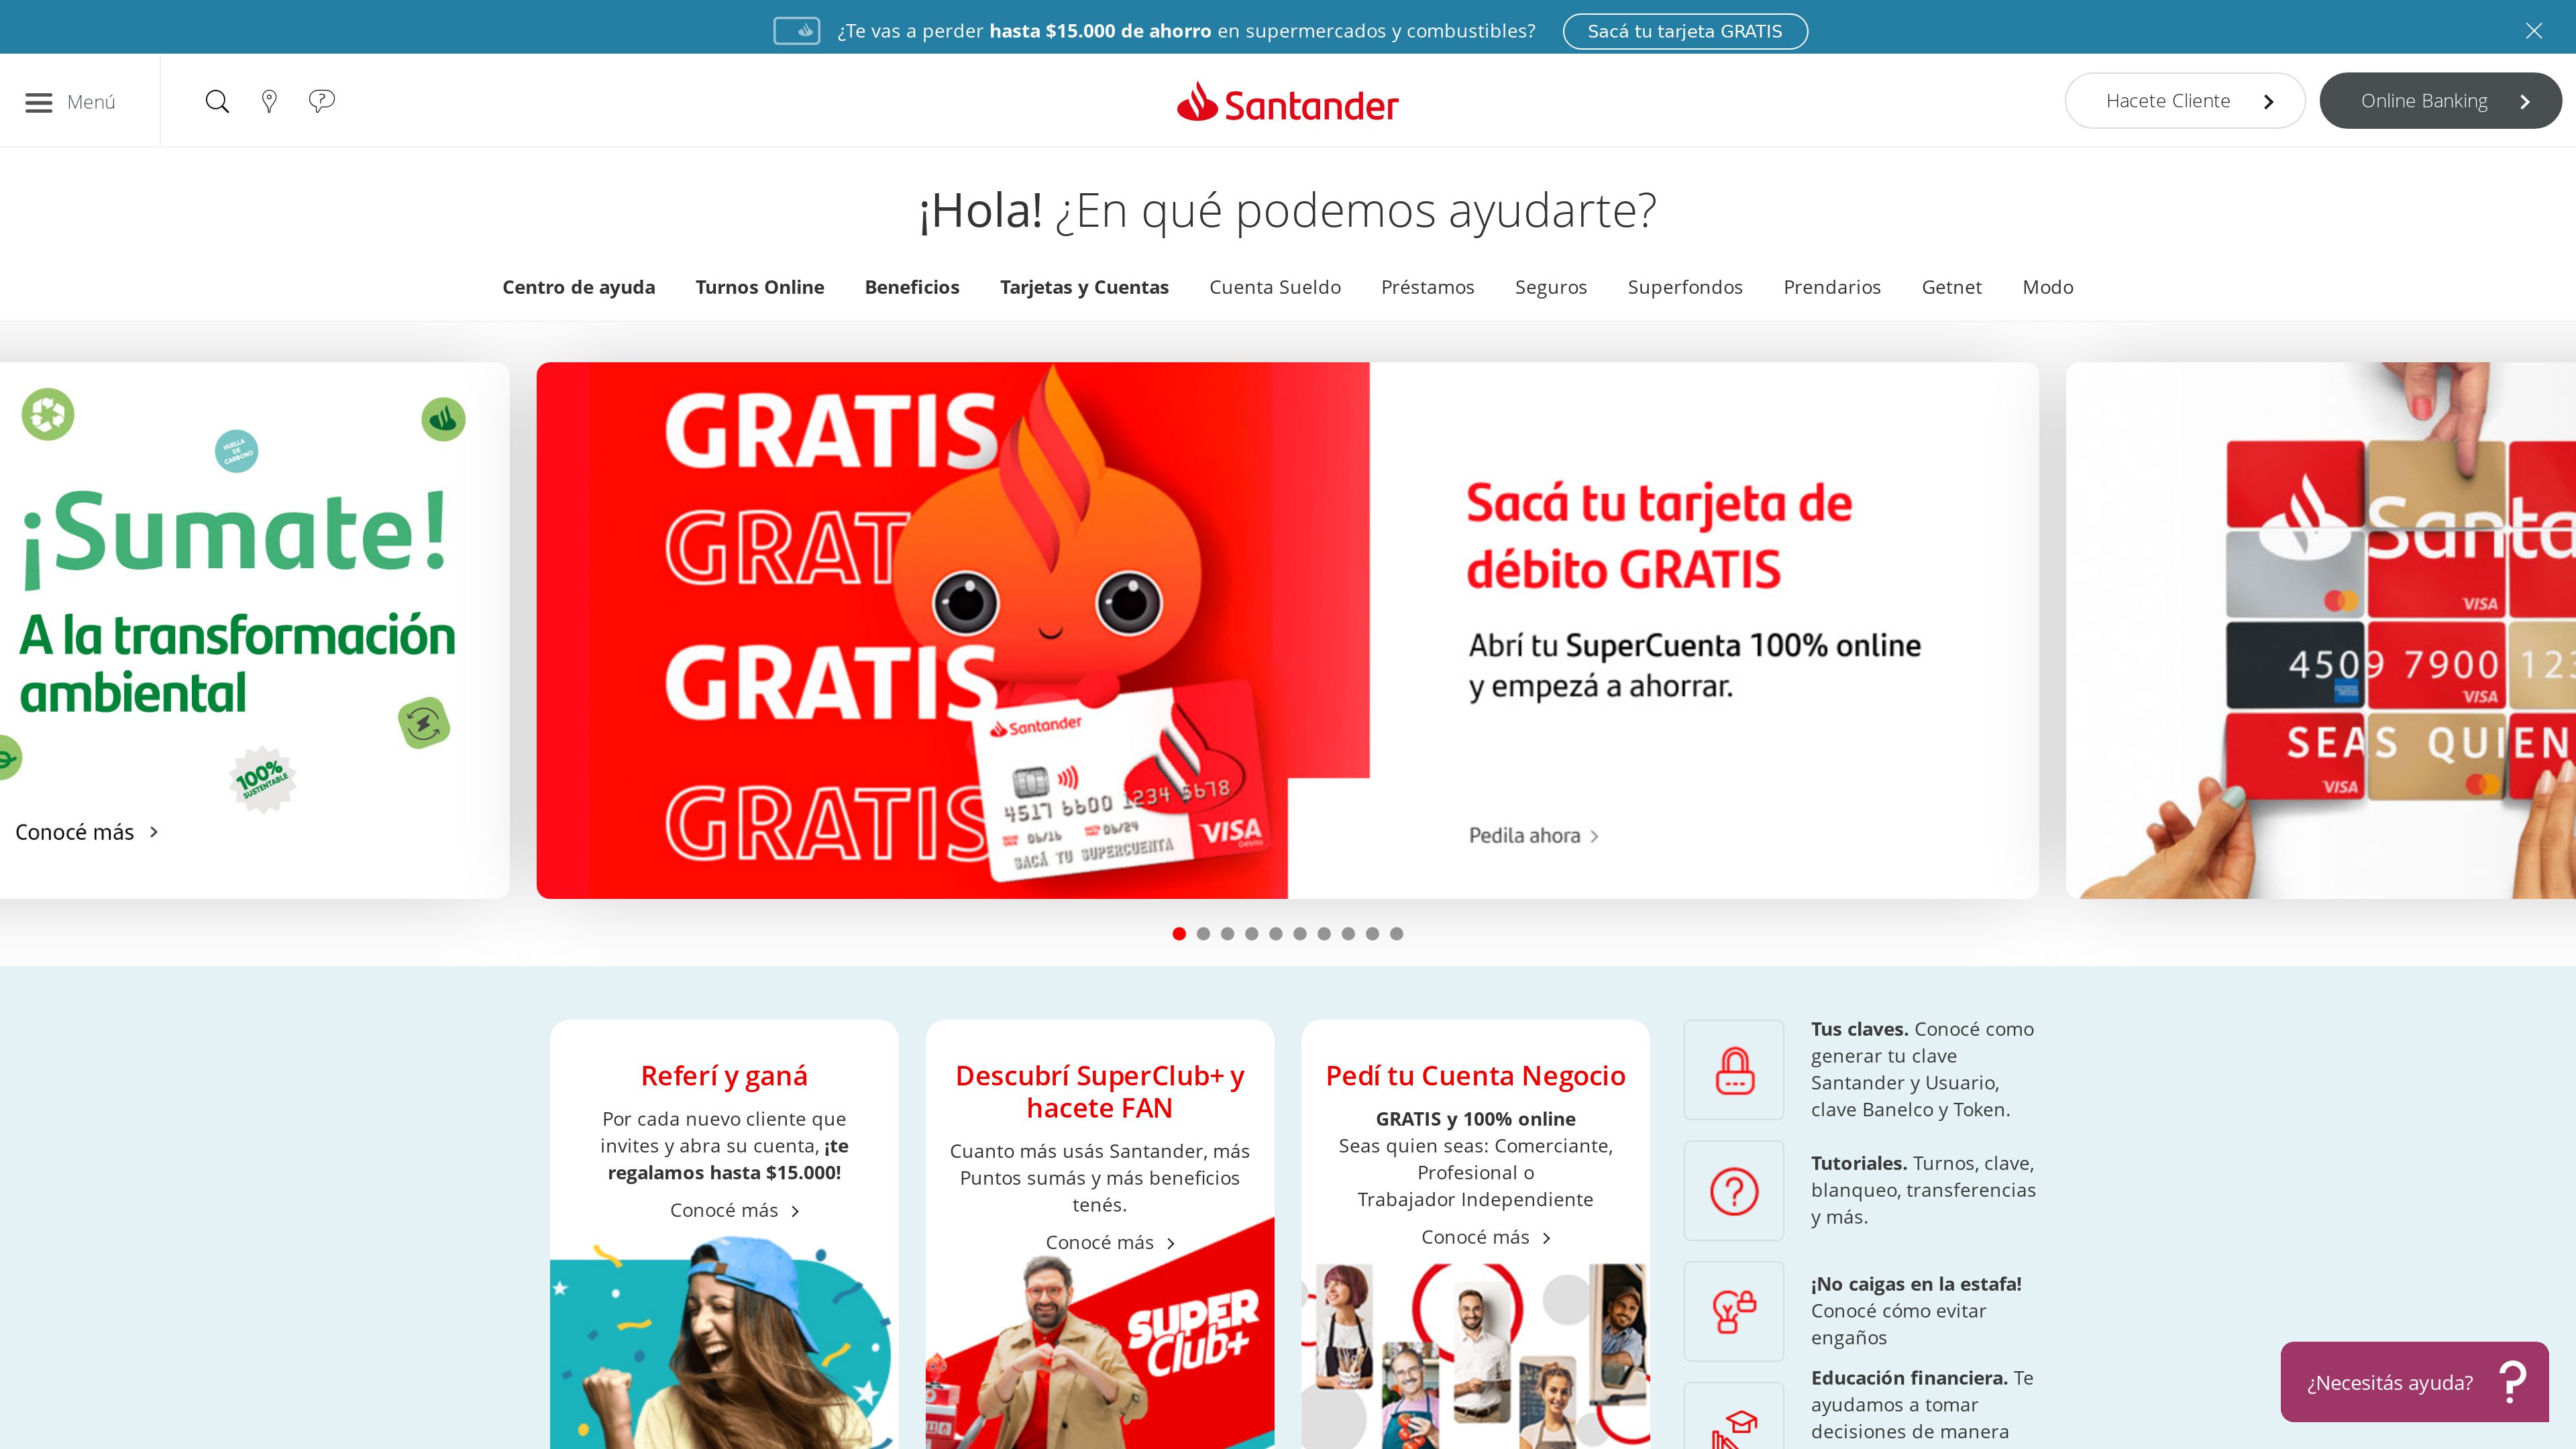 ¿Te vas a perder hasta $15.000 de ahorro en supermercados y combustibles?
Sacá tu tarjeta GRATIS
Menú
Santander
Hacete Cliente
Online Banking
¡Hola! ¿En qué podemos ayudarte?
Centro de ayuda
Turnos Online
Beneficios
Tarjetas y Cuentas
Cuenta Sueldo
Préstamos
Seguros
Superfondos
Prendarios
Getnet
Modo
HUELLA
DE
CARBONO
¡Sumate!
A la transformación
ambiental
100%
SUSTENTABLE
Conocé más
GRATIS
GRAT
GRATIS
GRATIS
Santander
4517 6600 1234 5678
06/16 06/24
SACÁ TU SUPERCUENTA
VISA
Débito
Sacá tu tarjeta de
débito GRATIS
Abrí tu SuperCuenta 100% online
y empezá a ahorrar.
Pedila ahora
Santa
VISA
4509 7900 123
VISA
SEAS QUIEN
VISA
Referí y ganá
Por cada nuevo cliente que
invites y abra su cuenta, ¡te
regalamos hasta $15.000!
Conocé más
Descubrí SuperClub+ y
hacete FAN
Cuanto más usás Santander, más
Puntos sumás y más beneficios
tenés.
Conocé más
SUPER
Club+
Pedí tu Cuenta Negocio
GRATIS y 100% online
Seas quien seas: Comerciante,
Profesional o
Trabajador Independiente
Conocé más
Tus claves. Conocé como
generar tu clave
Santander y Usuario,
clave Banelco y Token.
Tutoriales. Turnos, clave,
blanqueo, transferencias
y más.
¡No caigas en la estafa!
Conocé cómo evitar
engaños
Educación financiera. Te
ayudamos a tomar
decisiones de manera
¿Necesitás ayuda?